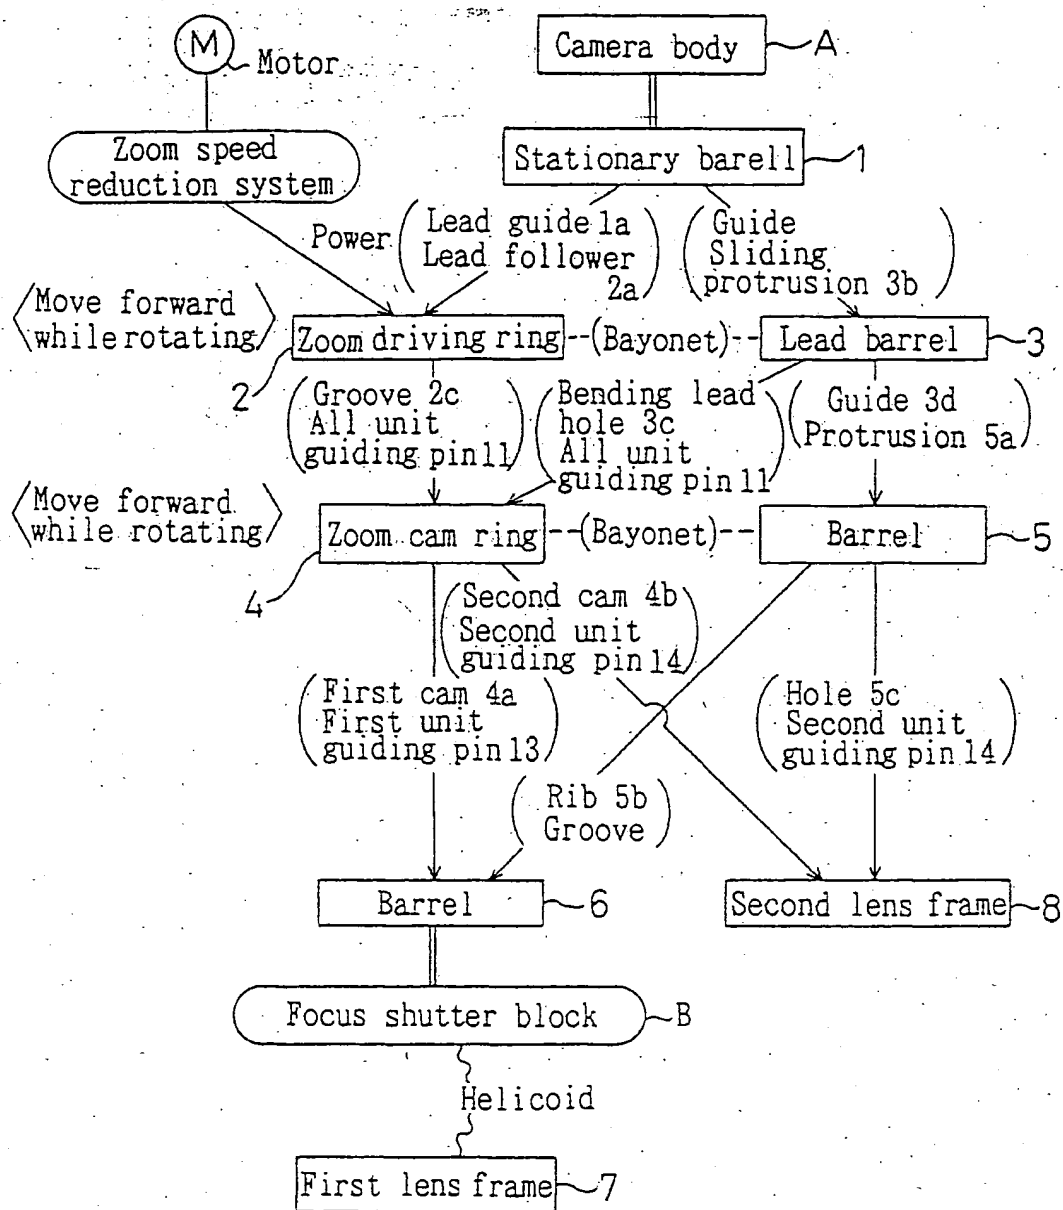 M
Motor
Camera body
A
Zoom speed
reduction system
Stationary barell
1
Power
Lead guide 1a
Lead follower
2a
Guide
Sliding
protrusion 3b
Move forward
while rotating
Zoom driving ring
2
(Bayonet)
Lead barrel
3
Groove 2c
All unit
guiding pin 11
Bending lead
hole 3c
All unit
guiding pin 11
Guide 3d
Protrusion 5a
Move forward
while rotating
Zoom cam ring
4
(Bayonet)
Barrel
5
Second cam 4b
Second unit
guiding pin 14
First cam 4a
First unit
guiding pin 13
Hole 5c
Second unit
guiding pin 14
Rib 5b
Groove
Barrel
6
Second lens frame
8
Focus shutter block
B
Helicoid
First lens frame
7